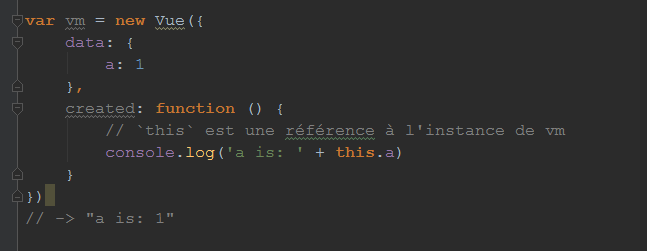 var vm = new Vue({
    data: {
        a: 1
    },
    created: function () {
        // `this` est une référence à l'instance de vm
        console.log('a is: ' + this.a)
    }
})
// -> "a is: 1"